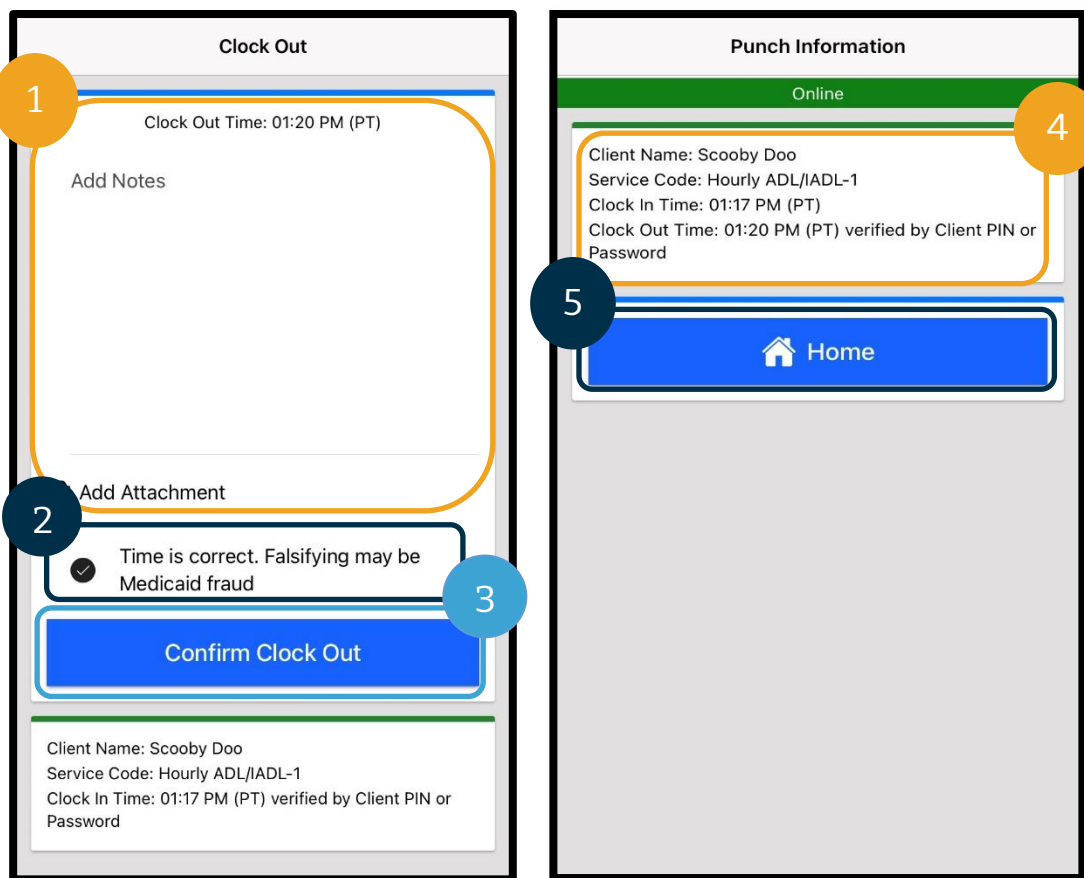 Clock Out
1
Clock Out Time: 01:20 PM (PT)
Add Notes
Add Attachment
2
Time is correct. Falsifying may be
Medicaid fraud
3
Confirm Clock Out
Client Name: Scooby Doo
Service Code: Hourly ADL/IADL-1
Clock In Time: 01:17 PM (PT) verified by Client PIN or
Password
Punch Information
Online
4
Client Name: Scooby Doo
Service Code: Hourly ADL/IADL-1
Clock In Time: 01:17 PM (PT)
Clock Out Time: 01:20 PM (PT) verified by Client PIN or
Password
5
Home